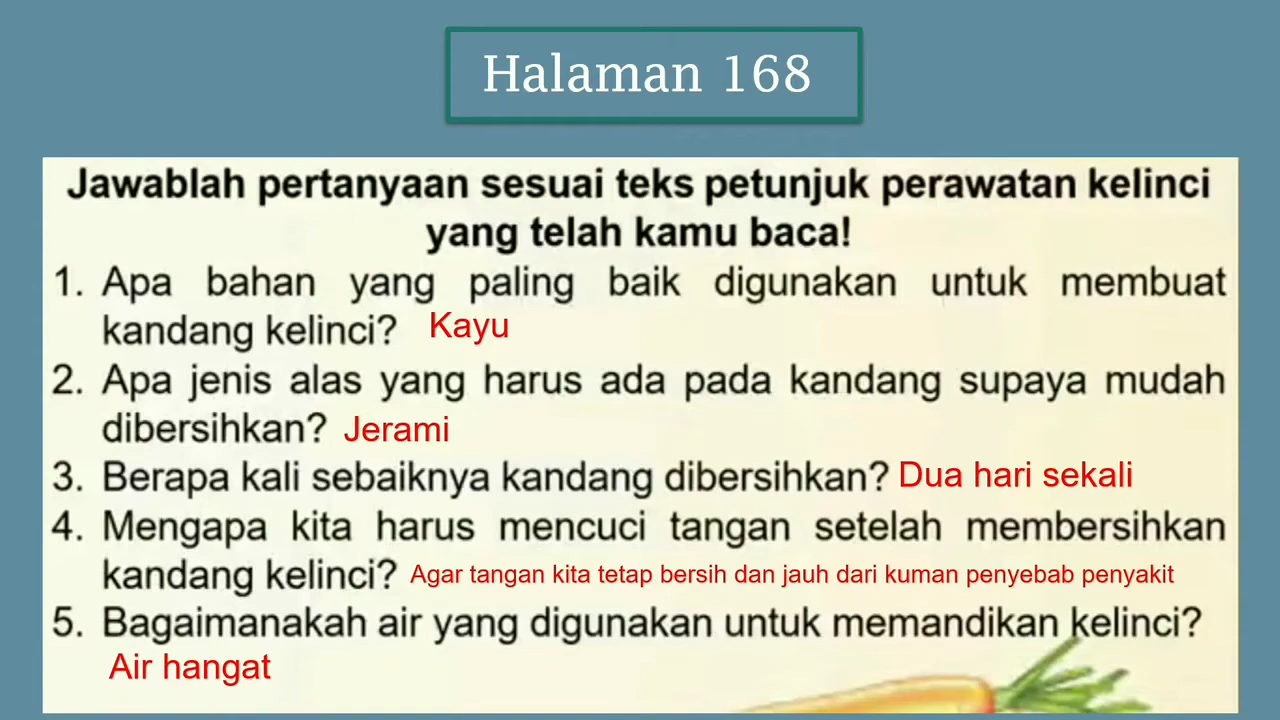 Halaman 168
Jawablah pertanyaan sesuai teks petunjuk perawatan kelinci
yang telah kamu baca!
1. Apa bahan yang paling baik digunakan untuk membuat
kandang kelinci? Kayu
2. Apa jenis alas yang harus ada pada kandang supaya mudah
dibersihkan? Jerami
3. Berapa kali sebaiknya kandang dibersihkan? Dua hari sekali
4. Mengapa kita harus mencuci tangan setelah membersihkan
kandang kelinci? Agar tangan kita tetap bersih dan jauh dari kuman penyebab penyakit
5. Bagaimanakah air yang digunakan untuk memandikan kelinci?
Air hangat